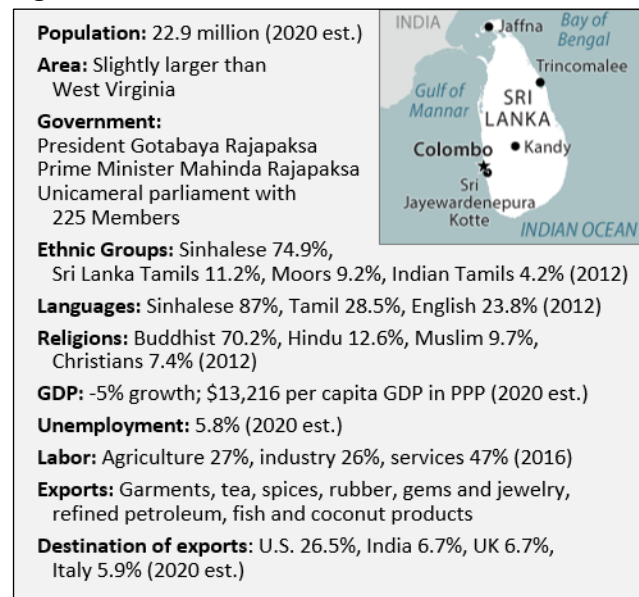 Population: 22.9 million (2020 est.)
Area: Slightly larger than
West Virginia
Government:
President Gotabaya Rajapaksa
Prime Minister Mahinda Rajapaksa
Unicameral parliament with
225 Members
Ethnic Groups: Sinhalese 74.9%,
Sri Lanka Tamils 11.2%, Moors 9.2%, Indian Tamils 4.2% (2012)
Languages: Sinhalese 87%, Tamil 28.5%, English 23.8% (2012)
Religions: Buddhist 70.2%, Hindu 12.6%, Muslim 9.7%,
Christians 7.4% (2012)
GDP: -5% growth; $13,216 per capita GDP in PPP (2020 est.)
Unemployment: 5.8% (2020 est.)
Labor: Agriculture 27%, industry 26%, services 47% (2016)
Exports: Garments, tea, spices, rubber, gems and jewelry,
refined petroleum, fish and coconut products
Destination of exports: U.S. 26.5%, India 6.7%, UK 6.7%,
Italy 5.9% (2020 est.)
INDIA
Jaffna
Bay of
Bengal
Trincomalee
Gulf of
Mannar
SRI
LANKA
Colombo
Kandy
Sri
Jayewardenepura
Kotte
INDIAN OCEAN